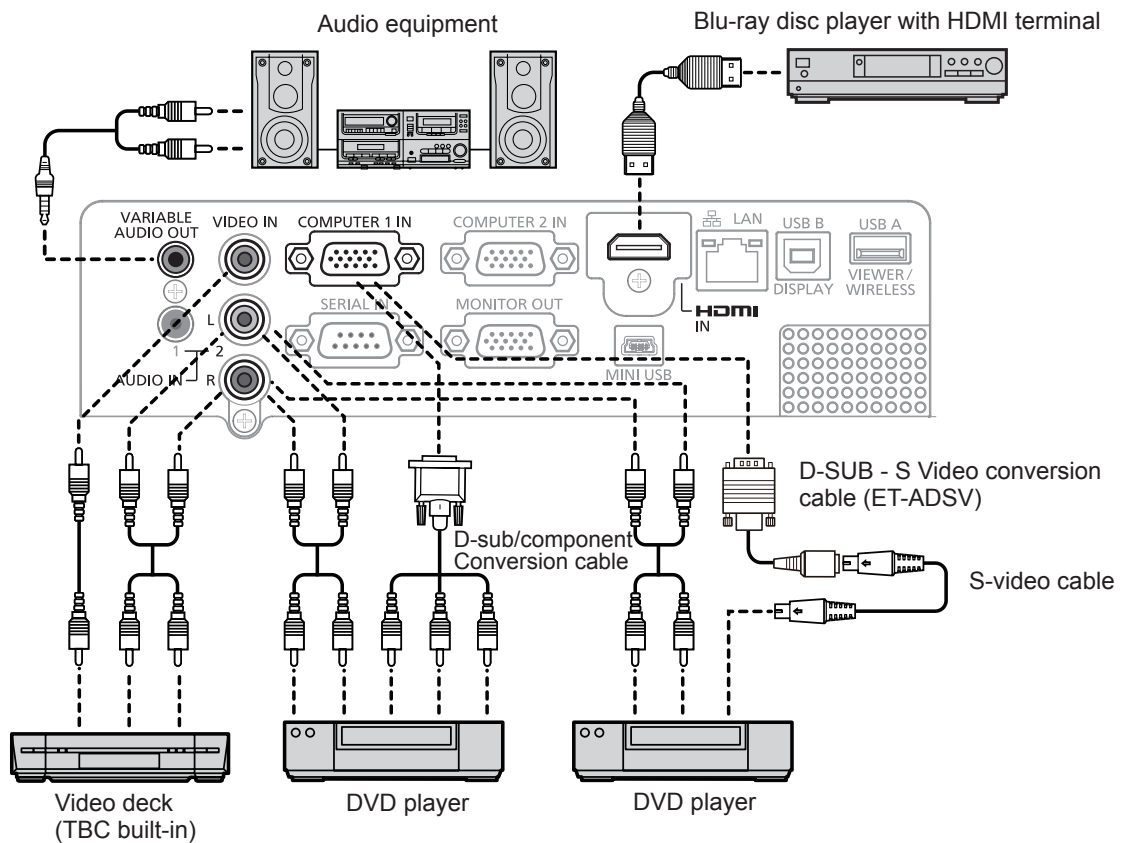 Audio equipment
Blu-ray disc player with HDMI terminal
VARIABLE
AUDIO OUT
VIDEO IN
COMPUTER 1 IN
COMPUTER 2 IN
LAN
USB B
USB A
DISPLAY
VIEWER /
WIRELESS
SERIAL IN
MONITOR OUT
HDMI
IN
L
1
2
AUDIO IN
R
MINI USB
D-SUB - S Video conversion
cable (ET-ADSV)
D-sub/component
Conversion cable
S-video cable
Video deck
(TBC built-in)
DVD player
DVD player